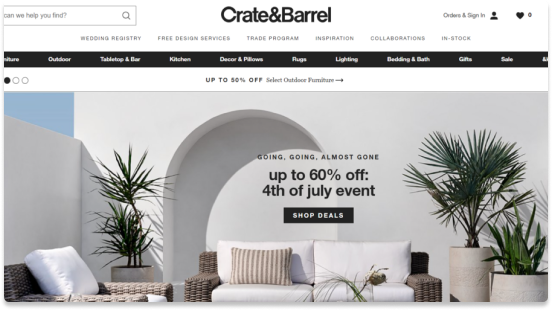 can we help you find?
Crate&Barrel
Orders & Sign In
0
WEDDING REGISTRY FREE DESIGN SERVICES TRADE PROGRAM INSPIRATION COLLABORATIONS IN-STOCK
niture Outdoor Tabletop & Bar Kitchen Decor & Pillows Rugs Lighting Bedding & Bath Gifts Sale
UP TO 50% OFF Select Outdoor Furniture →
GOING, GOING, ALMOST GONE
up to 60% off:
4th of july event
SHOP DEALS